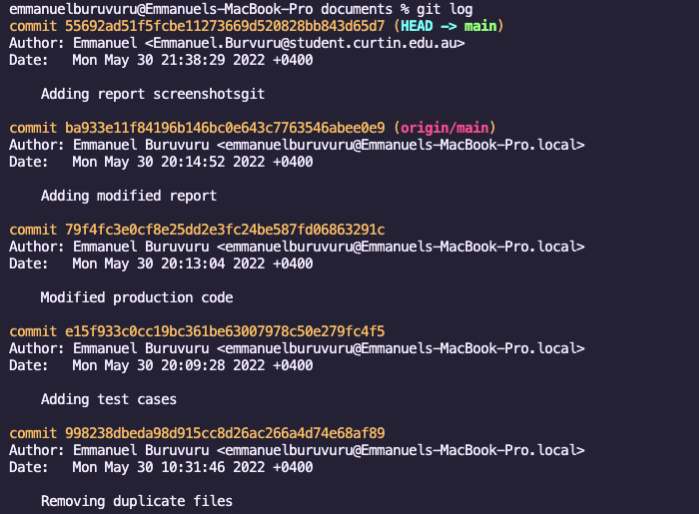 emmanuelburuvuru@Emmanuels-MacBook-Pro documents % git log
commit 55692ad51f5fcbe11273669d520828bb843d65d7 (HEAD -> main)
Author: Emmanuel <Emmanuel.Burvuru@student.curtin.edu.au>
Date:   Mon May 30 21:38:29 2022 +0400
Adding report screenshotsgit
commit ba933e11f84196b146bc0e643c7763546abee0e9 (origin/main)
Author: Emmanuel Buruvuru <emmanuelburuvuru@Emmanuels-MacBook-Pro.local>
Date:   Mon May 30 20:14:52 2022 +0400
Adding modified report
commit 79f4fc3e0cf8e25dd2e3fc24be587fd06863291c
Author: Emmanuel Buruvuru <emmanuelburuvuru@Emmanuels-MacBook-Pro.local>
Date:   Mon May 30 20:13:04 2022 +0400
Modified production code
commit e15f933c0cc19bc361be63007978c50e279fc4f5
Author: Emmanuel Buruvuru <emmanuelburuvuru@Emmanuels-MacBook-Pro.local>
Date:   Mon May 30 20:09:28 2022 +0400
Adding test cases
commit 998238dbeda98d915cc8d26ac266a4d74e68af89
Author: Emmanuel Buruvuru <emmanuelburuvuru@Emmanuels-MacBook-Pro.local>
Date:   Mon May 30 10:31:46 2022 +0400
Removing duplicate files